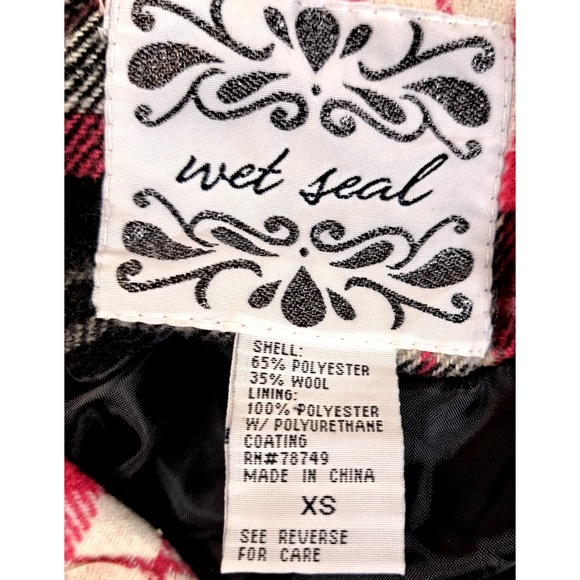 wet seal
SHELL:
65% POLYESTER
35% WOOL
LINING:
100% POLYESTER
W/ POLYURETHANE
COATING
RN#78749
MADE IN CHINA
XS
SEE REVERSE
FOR CARE